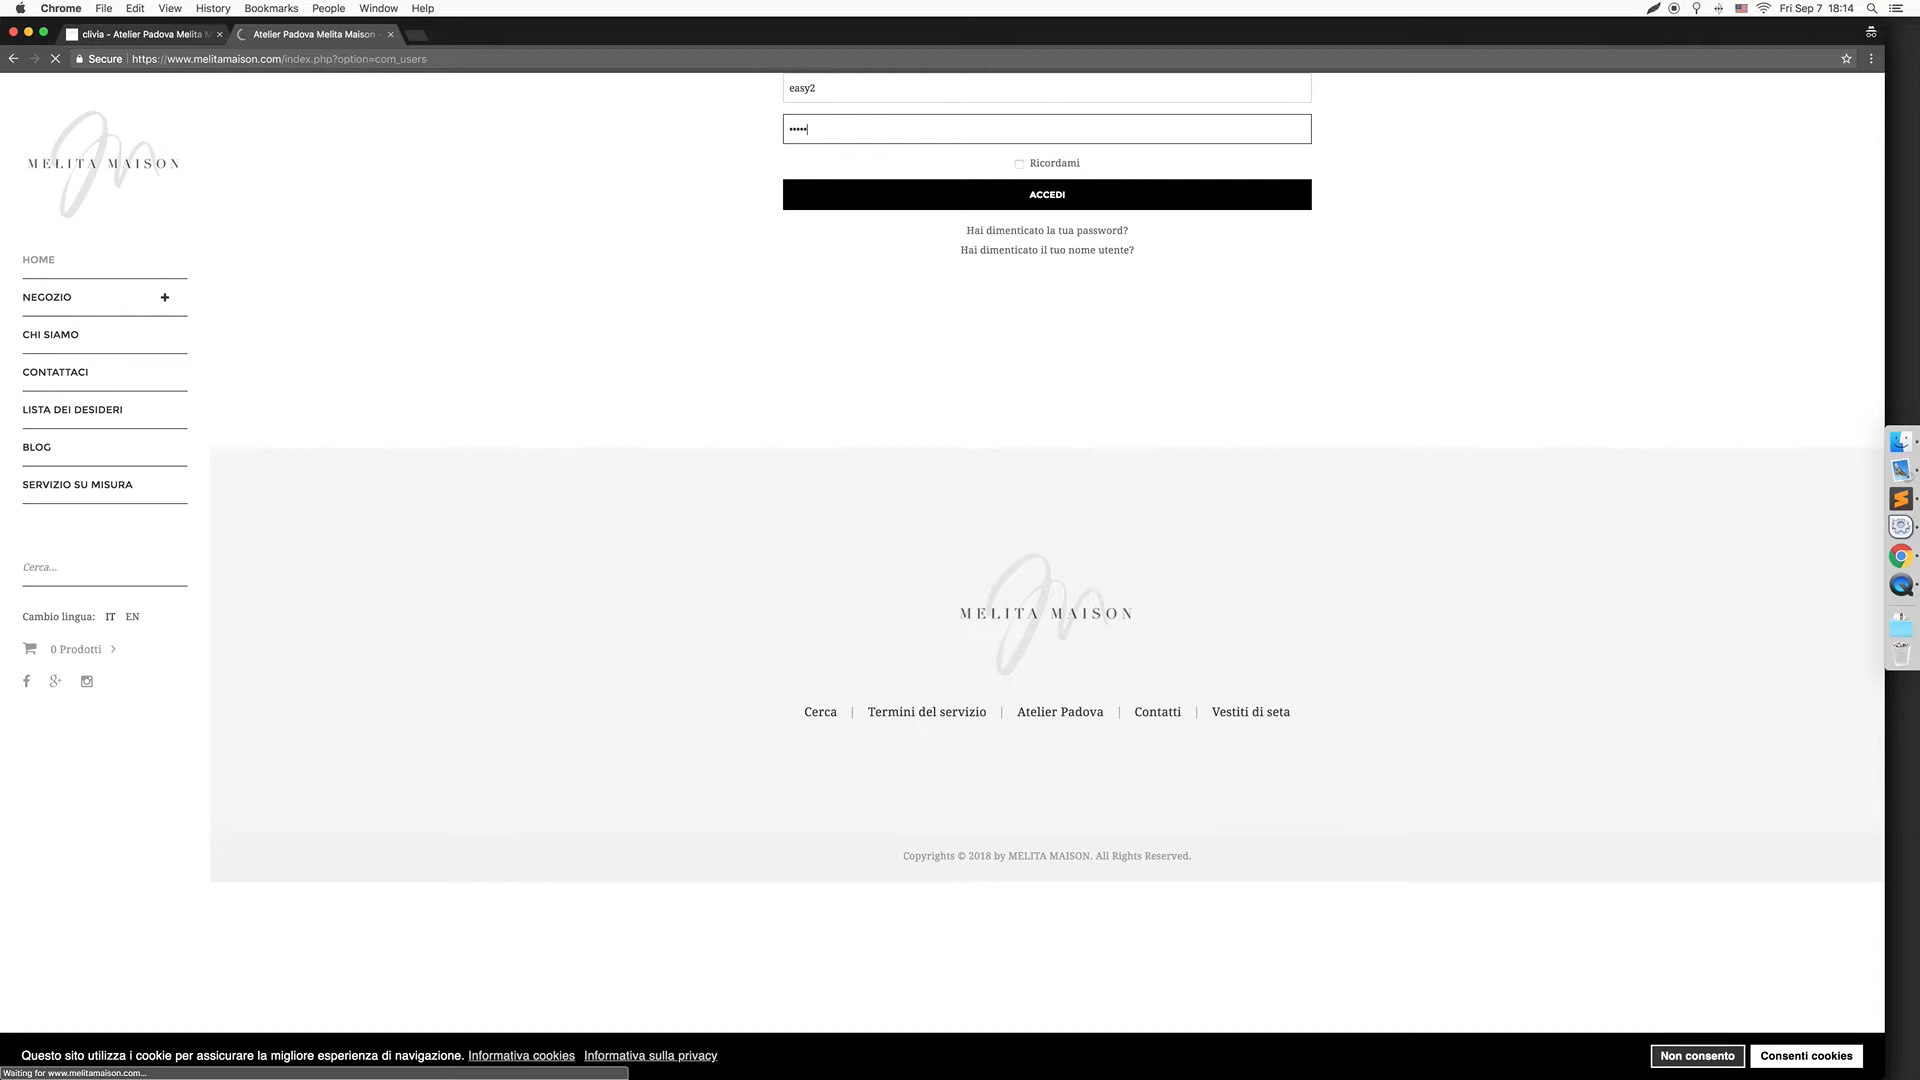 Chrome File Edit View History Bookmarks People Window Help Fri Sep 7 18:14
clivia - Atelier Padova Melita M Atelier Padova Melita Maison -
Secure https://www.melitamaison.com/index.php?option=com_users
easy2
•••••
Ricordami
ACCEDI
Hai dimenticato la tua password?
Hai dimenticato il tuo nome utente?
MELITA MAISON
HOME
NEGOZIO
CHI SIAMO
CONTATTACI
LISTA DEI DESIDERI
BLOG
SERVIZIO SU MISURA
Cerca...
Cambio lingua: IT EN
0 Prodotti
MELITA MAISON
Cerca | Termini del servizio | Atelier Padova | Contatti | Vestiti di seta
Copyrights © 2018 by MELITA MAISON. All Rights Reserved.
Questo sito utilizza i cookie per assicurare la migliore esperienza di navigazione. Informativa cookies Informativa sulla privacy
Non consento Consenti cookies
Waiting for www.melitamaison.com...